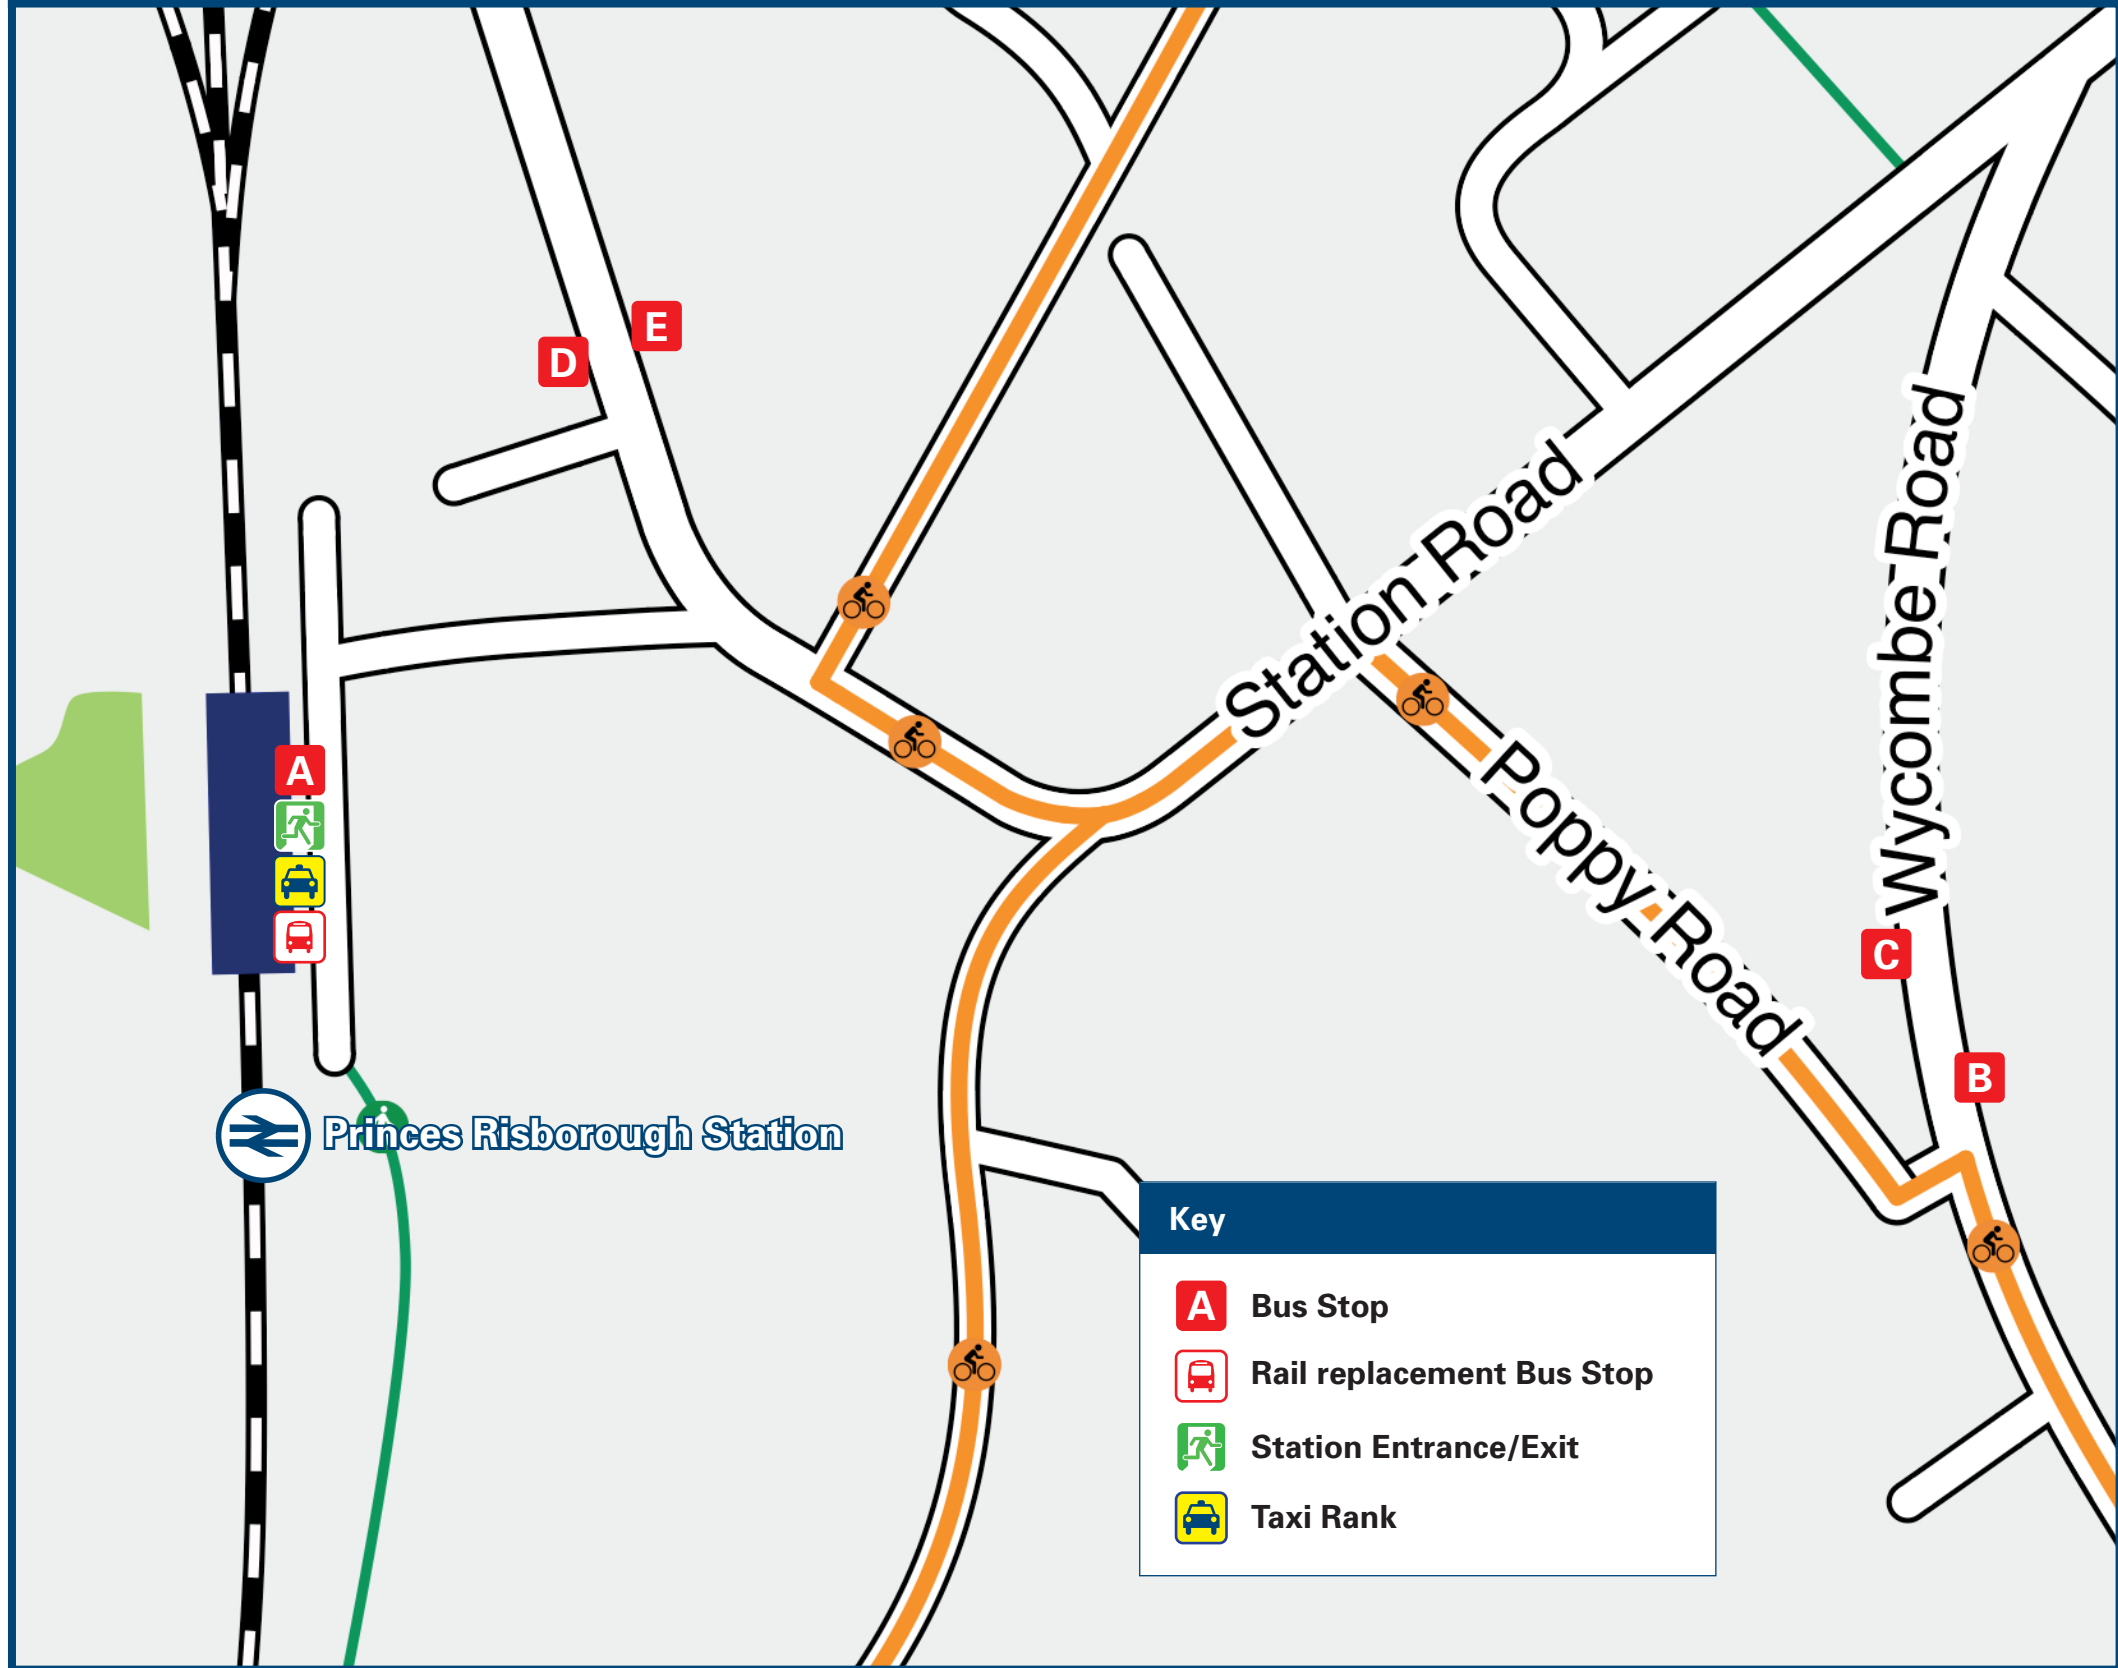 E
D
Station Road
Wycombe Road
Poppy Road
A
C
B
Princes Risborough Station
Key
A Bus Stop
Rail replacement Bus Stop
Station Entrance/Exit
Taxi Rank